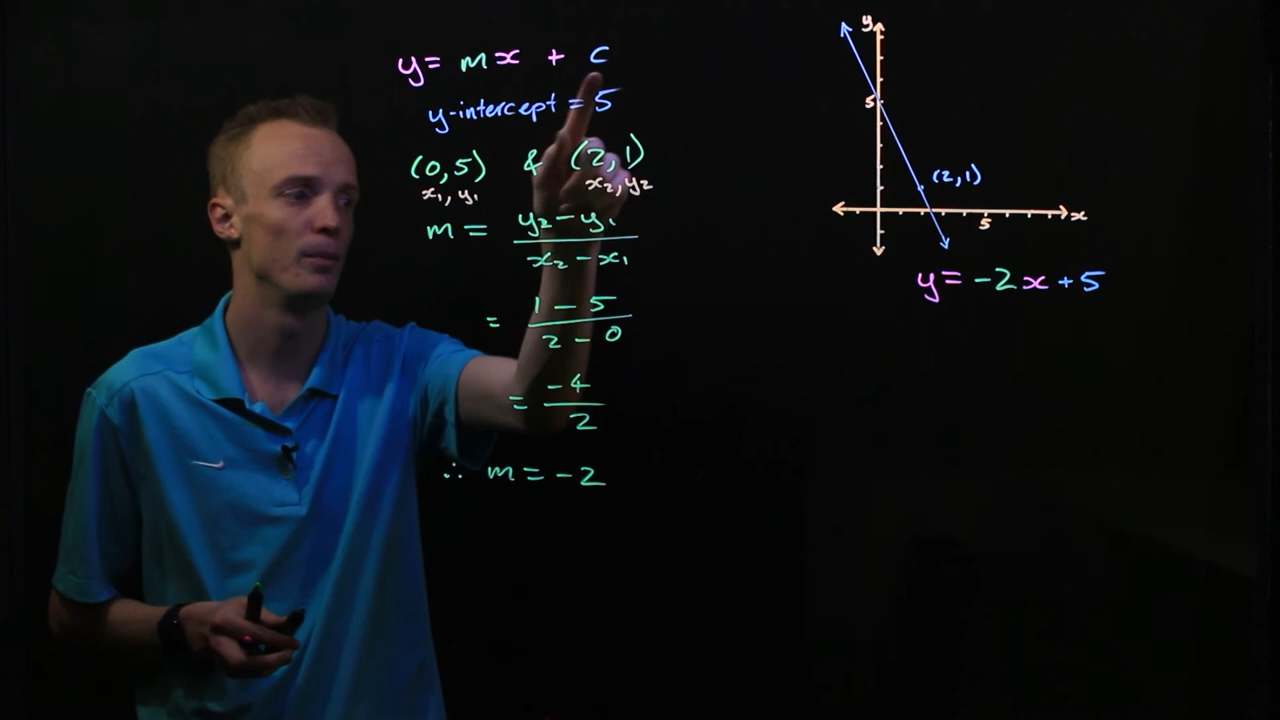 y = mx + c
y-intercept = 5
(0,5) & (2,1)
x₁, y₁ x₂, y₂
m = y₂ - y₁
x₂ - x₁
= 1 - 5
2 - 0
= -4
2
∴ m = -2
y
5
(2,1)
5
x
y = -2x + 5